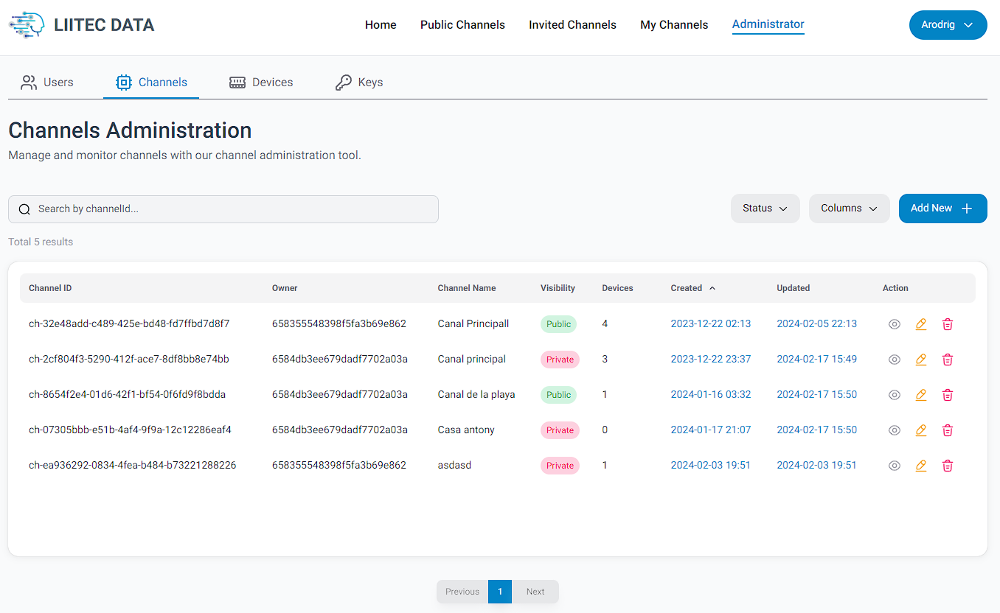 LIITEC DATA Home Public Channels Invited Channels My Channels Administrator Arodrig
Users Channels Devices Keys
Channels Administration
Manage and monitor channels with our channel administration tool.
Search by channelId... Status Columns Add New
Total 5 results
Channel ID Owner Channel Name Visibility Devices Created Updated Action
ch-32e48add-c489-425e-bd48-fd7ffbd7d8f7 658355548398f5fa3b69e862 Canal Principall Public 4 2023-12-22 02:13 2024-02-05 22:13
ch-2cf804f3-5290-412f-ace7-8df8bb8e74bb 6584db3ee679dadf7702a03a Canal principal Private 3 2023-12-22 23:37 2024-02-17 15:49
ch-8654f2e4-01d6-42f1-bf54-0f6fd9f8bdda 6584db3ee679dadf7702a03a Canal de la playa Public 1 2024-01-16 03:32 2024-02-17 15:50
ch-07305bbb-e51b-4af4-9f9a-12c12286eaf4 6584db3ee679dadf7702a03a Casa antony Private 0 2024-01-17 21:07 2024-02-17 15:50
ch-ea936292-0834-4fea-b484-b73221288226 658355548398f5fa3b69e862 asdasd Private 1 2024-02-03 19:51 2024-02-03 19:51
Previous 1 Next